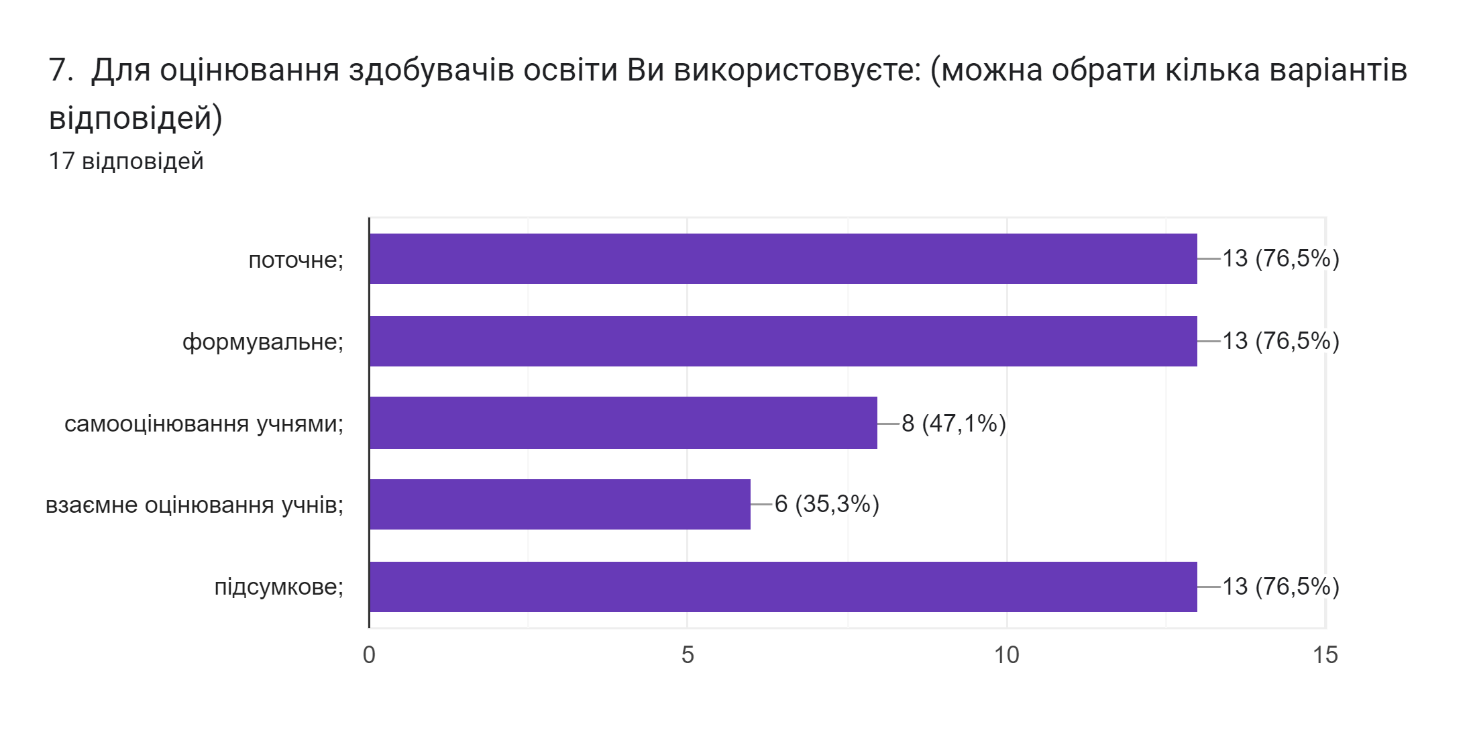 7. Для оцінювання здобувачів освіти Ви використовуєте: (можна обрати кілька варіантів
відповідей)
17 відповідей
поточне;
13 (76,5%)
формувальне;
13 (76,5%)
самооцінювання учнями;
8 (47,1%)
взаємне оцінювання учнів;
6 (35,3%)
підсумкове;
13 (76,5%)
0 5 10 15